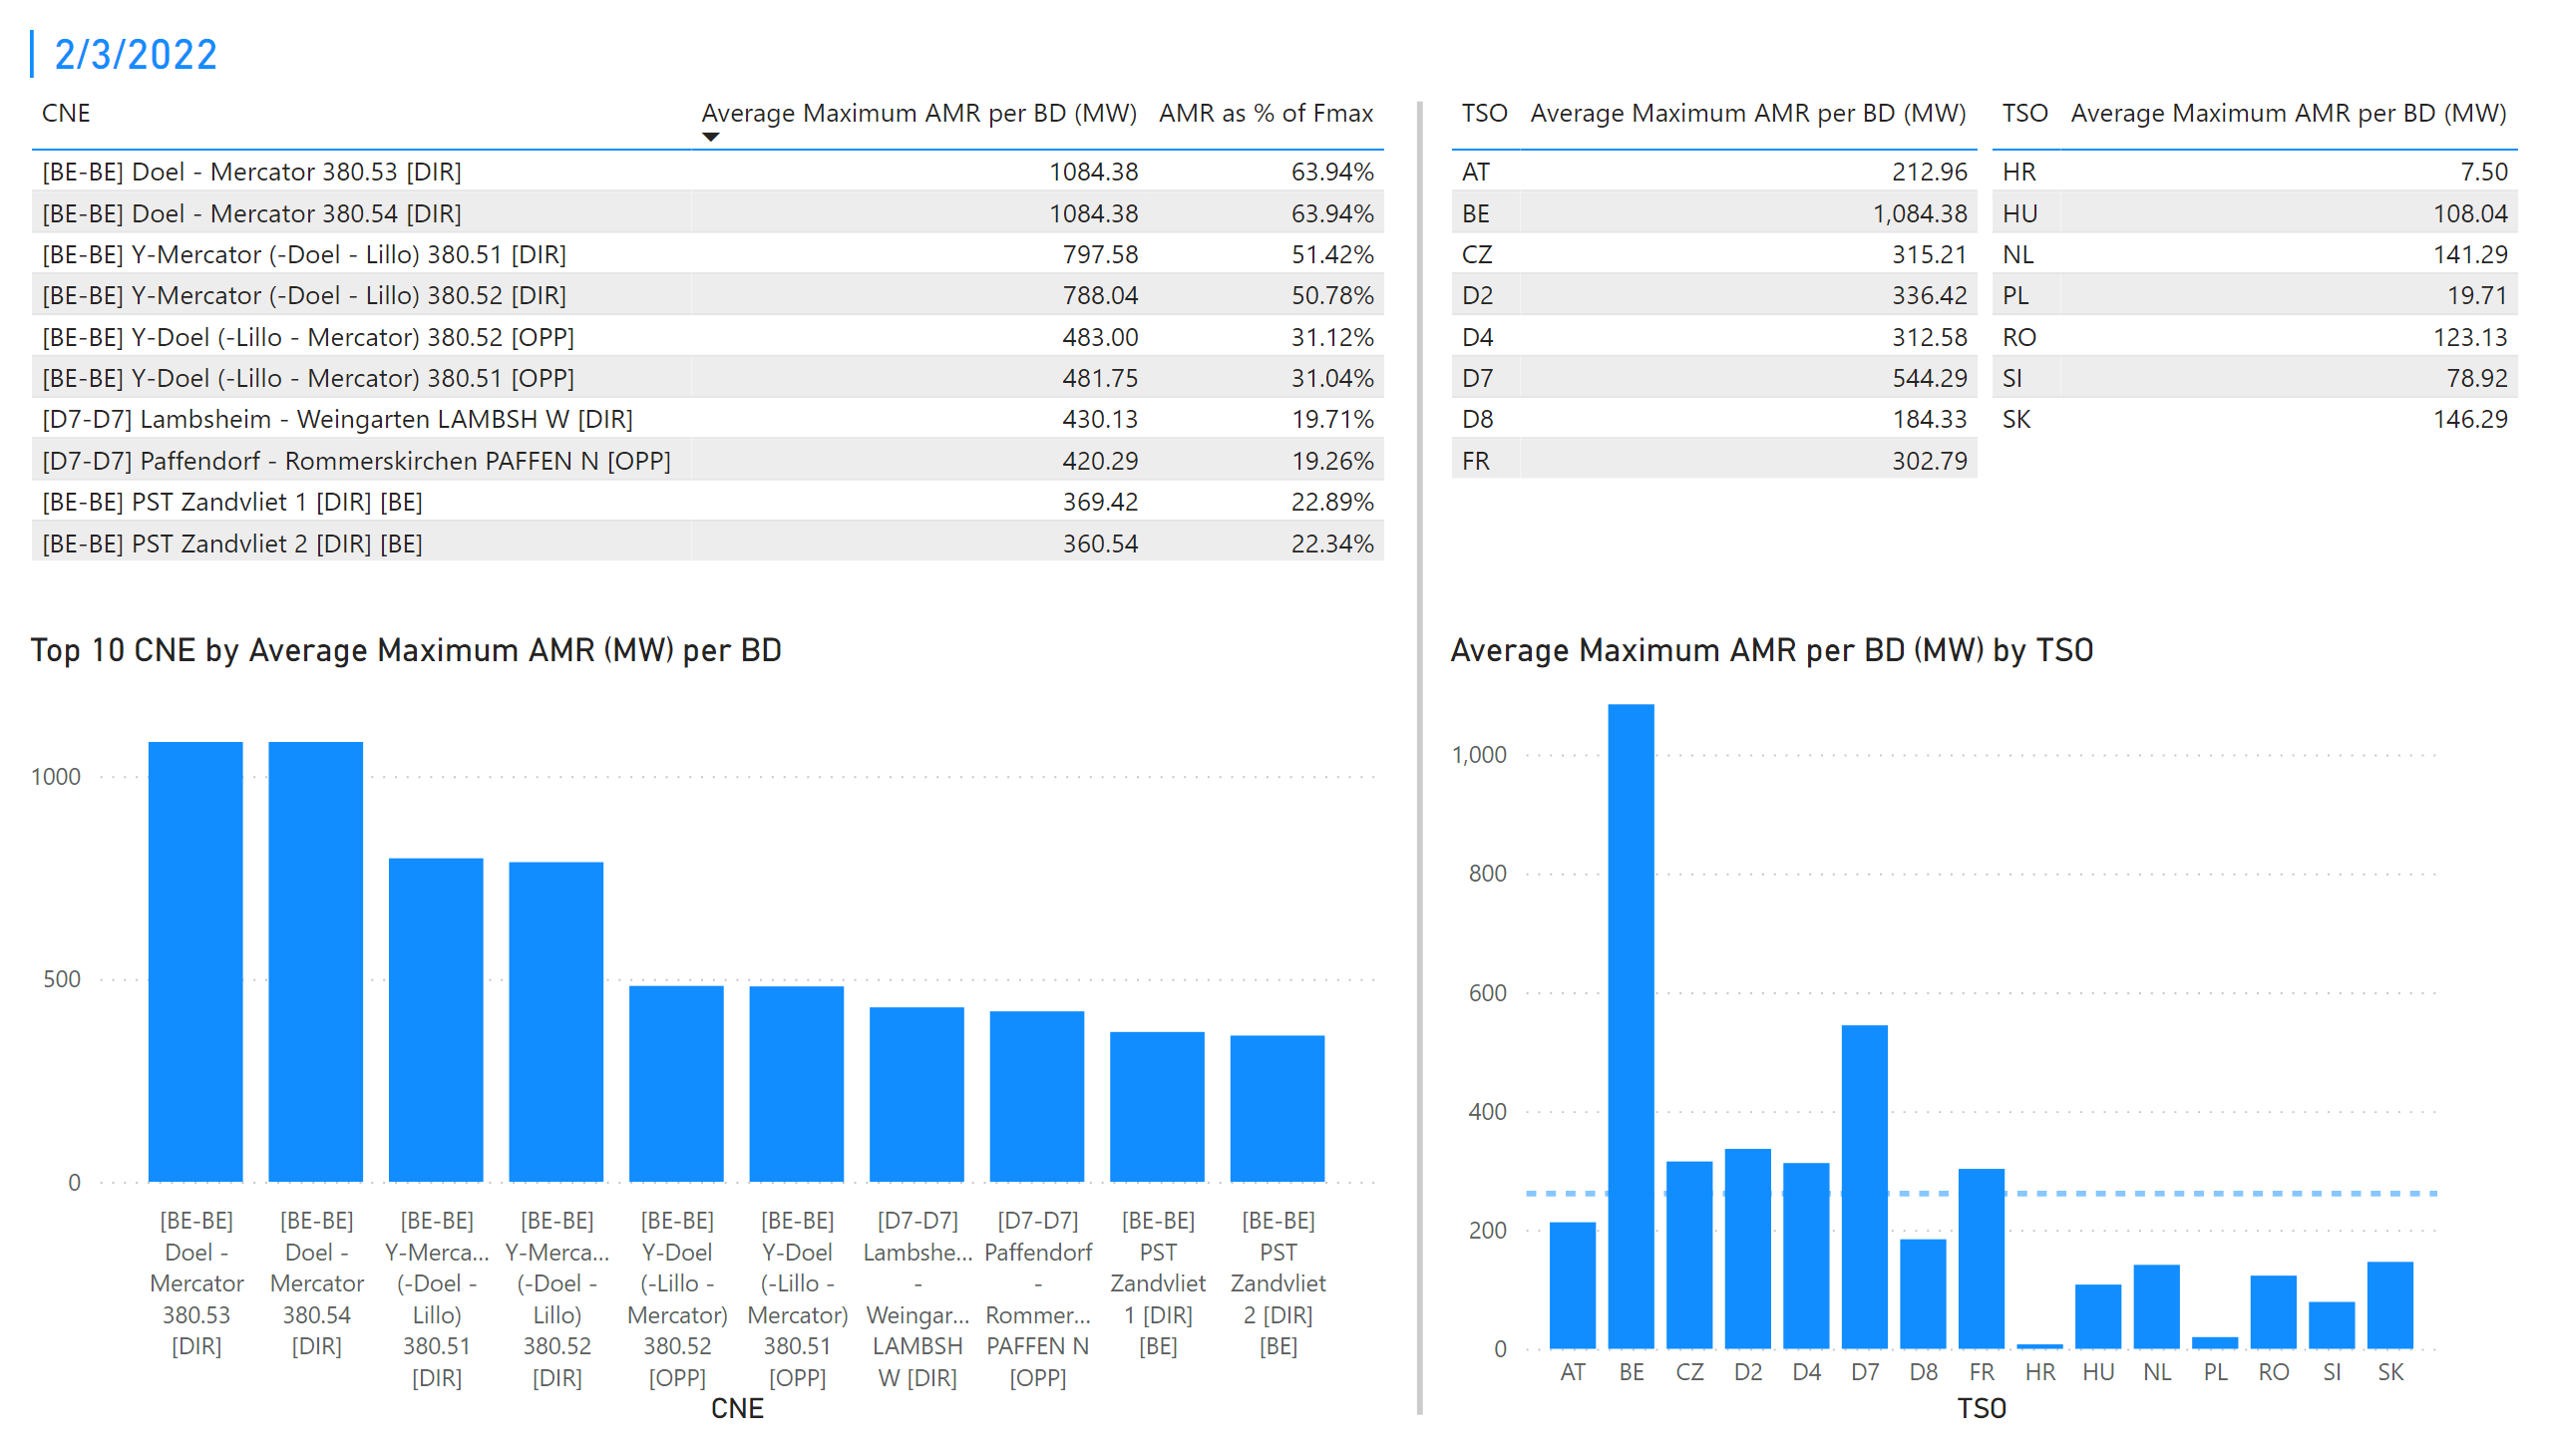 2/3/2022
CNE Average Maximum AMR per BD (MW) AMR as % of Fmax
[BE-BE] Doel - Mercator 380.53 [DIR] 1084.38 63.94%
[BE-BE] Doel - Mercator 380.54 [DIR] 1084.38 63.94%
[BE-BE] Y-Mercator (-Doel - Lillo) 380.51 [DIR] 797.58 51.42%
[BE-BE] Y-Mercator (-Doel - Lillo) 380.52 [DIR] 788.04 50.78%
[BE-BE] Y-Doel (-Lillo - Mercator) 380.52 [OPP] 483.00 31.12%
[BE-BE] Y-Doel (-Lillo - Mercator) 380.51 [OPP] 481.75 31.04%
[D7-D7] Lambsheim - Weingarten LAMBSH W [DIR] 430.13 19.71%
[D7-D7] Paffendorf - Rommerskirchen PAFFEN N [OPP] 420.29 19.26%
[BE-BE] PST Zandvliet 1 [DIR] [BE] 369.42 22.89%
[BE-BE] PST Zandvliet 2 [DIR] [BE] 360.54 22.34%
TSO Average Maximum AMR per BD (MW)
AT 212.96
BE 1,084.38
CZ 315.21
D2 336.42
D4 312.58
D7 544.29
D8 184.33
FR 302.79
TSO Average Maximum AMR per BD (MW)
HR 7.50
HU 108.04
NL 141.29
PL 19.71
RO 123.13
SI 78.92
SK 146.29
Top 10 CNE by Average Maximum AMR (MW) per BD
1000
500
0
[BE-BE]
Doel -
Mercator
380.53
[DIR]
[BE-BE]
Doel -
Mercator
380.54
[DIR]
[BE-BE]
Y-Merca...
(-Doel -
Lillo)
380.51
[DIR]
[BE-BE]
Y-Merca...
(-Doel -
Lillo)
380.52
[DIR]
[BE-BE]
Y-Doel
(-Lillo -
Mercator)
380.52
[OPP]
[BE-BE]
Y-Doel
(-Lillo -
Mercator)
380.51
[OPP]
[D7-D7]
Lambshe...
-
Weingar...
LAMBSH
W [DIR]
[D7-D7]
Paffendorf
-
Rommer...
PAFFEN N
[OPP]
[BE-BE]
PST
Zandvliet
1 [DIR]
[BE]
[BE-BE]
PST
Zandvliet
2 [DIR]
[BE]
CNE
Average Maximum AMR per BD (MW) by TSO
1,000
800
600
400
200
0
AT BE CZ D2 D4 D7 D8 FR HR HU NL PL RO SI SK
TSO